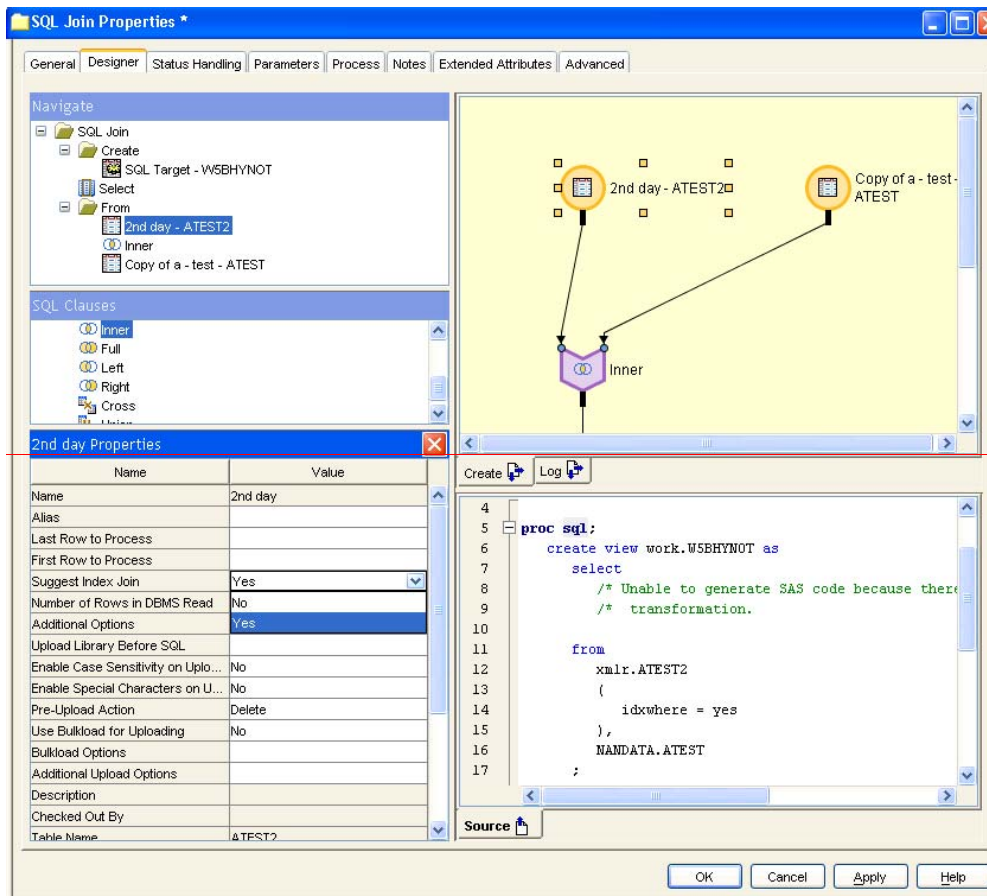 SQL Join Properties *
General Designer Status Handling Parameters Process Notes Extended Attributes Advanced
Navigate
SQL Join
Create
SQL Target - W5BHYNOT
Select
From
2nd day - ATEST2
Inner
Copy of a - test - ATEST
SQL Clauses
Inner
Full
Left
Right
Cross
Union
2nd day - ATEST2
Copy of a - test -
ATEST
Inner
2nd day Properties
Name Value
Name 2nd day
Alias
Last Row to Process
First Row to Process
Suggest Index Join Yes
Number of Rows in DBMS Read No
Additional Options Yes
Upload Library Before SQL
Enable Case Sensitivity on Uplo... No
Enable Special Characters on U... No
Pre-Upload Action Delete
Use Bulkload for Uploading No
Bulkload Options
Additional Upload Options
Description
Checked Out By
Table Name ATEST2
Create Log
4
5 proc sql;
6 create view work.W5BHYNOT as
7 select
8 /* Unable to generate SAS code because there
9 /* transformation.
10
11 from
12 xmlr.ATEST2
13 (
14 idxwhere = yes
15 ),
16 NANDATA.ATEST
17 ;
Source
OK Cancel Apply Help